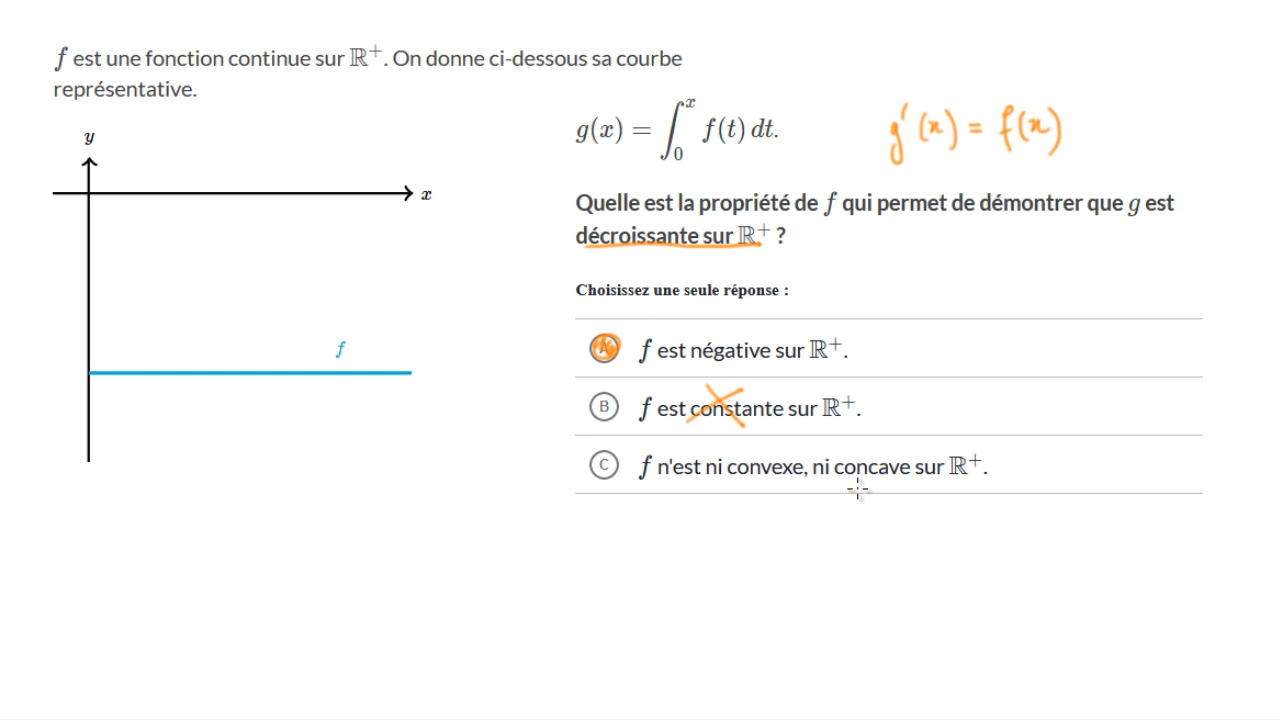 f est une fonction continue sur ℝ⁺. On donne ci-dessous sa courbe
représentative.
y
x
f
g(x) = ∫₀ˣ f(t) dt.
g'(x) = f(x)
Quelle est la propriété de f qui permet de démontrer que g est
décroissante sur ℝ⁺ ?
Choisissez une seule réponse :
A f est négative sur ℝ⁺.
B f est constante sur ℝ⁺.
C f n'est ni convexe, ni concave sur ℝ⁺.